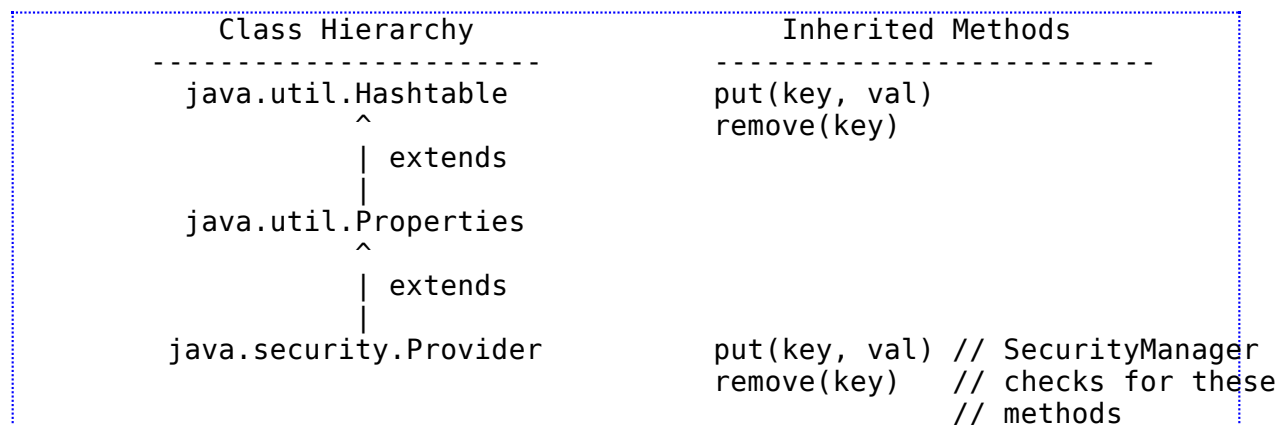 Class Hierarchy                  Inherited Methods
------------------------          ---------------------------
java.util.Hashtable            put(key, val)
^                    remove(key)
| extends
|
java.util.Properties
^
| extends
|
java.security.Provider          put(key, val) // SecurityManager
remove(key)   // checks for these
// methods